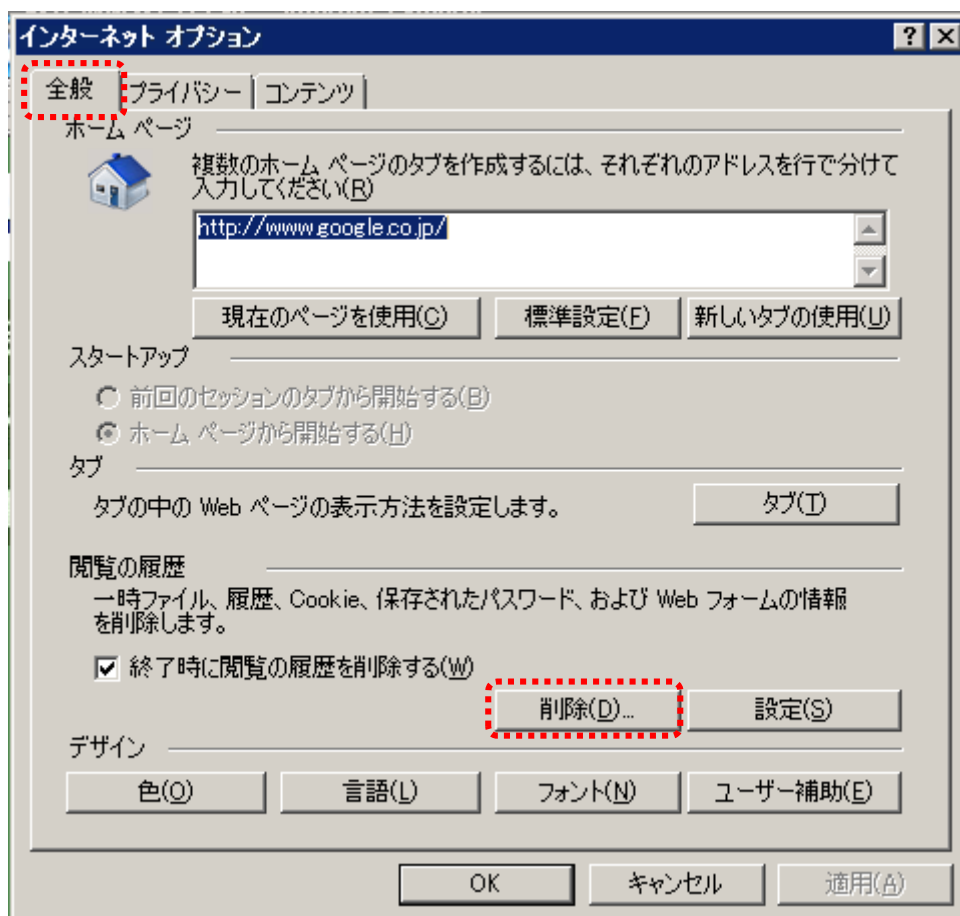 インターネット オプション
全般 プライバシー コンテンツ
ホーム ページ
複数のホーム ページのタブを作成するには、それぞれのアドレスを行で分けて
入力してください(R)
http://www.google.co.jp/
現在のページを使用(C) 標準設定(F) 新しいタブの使用(U)
スタートアップ
前回のセッションのタブから開始する(B)
ホーム ページから開始する(H)
タブ
タブの中の Web ページの表示方法を設定します。 タブ(T)
閲覧の履歴
一時ファイル、履歴、Cookie、保存されたパスワード、および Web フォームの情報
を削除します。
終了時に閲覧の履歴を削除する(W)
削除(D)... 設定(S)
デザイン
色(O) 言語(L) フォント(N) ユーザー補助(E)
OK キャンセル 適用(A)